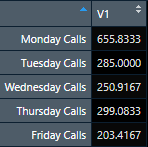 V1
Monday Calls 655.8333
Tuesday Calls 285.0000
Wednesday Calls 250.9167
Thursday Calls 299.0833
Friday Calls 203.4167